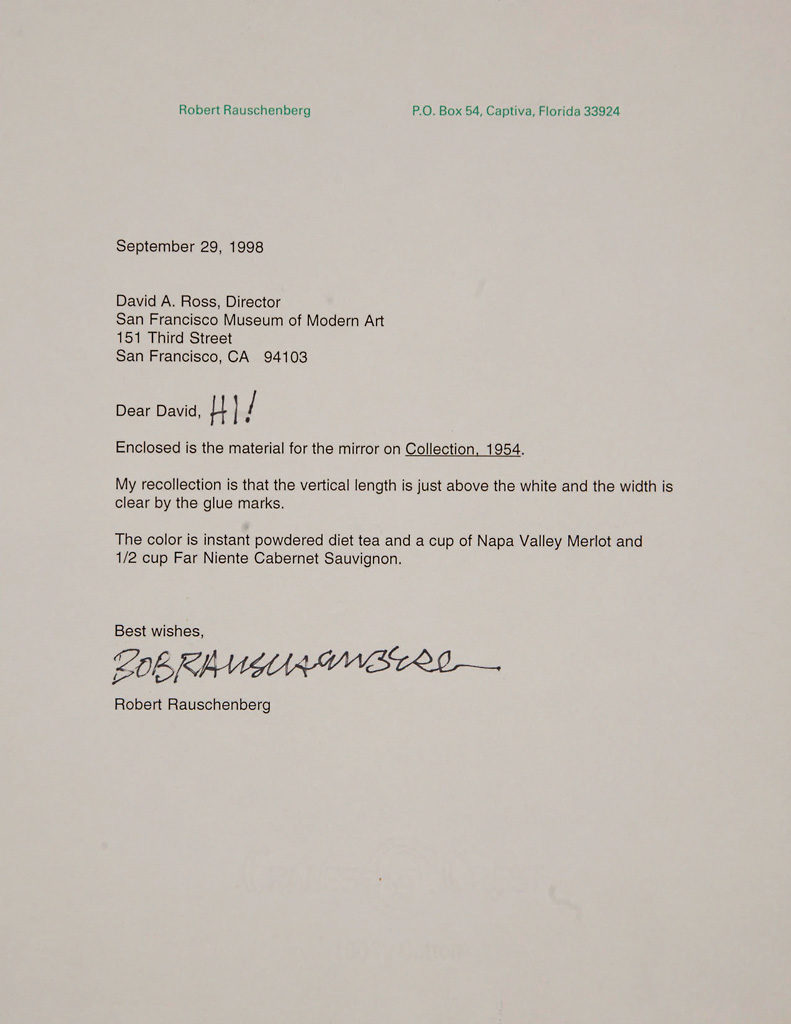 Robert Rauschenberg P.O. Box 54, Captiva, Florida 33924
September 29, 1998
David A. Ross, Director
San Francisco Museum of Modern Art
151 Third Street
San Francisco, CA 94103
Dear David, HI!
Enclosed is the material for the mirror on Collection, 1954.
My recollection is that the vertical length is just above the white and the width is
clear by the glue marks.
The color is instant powdered diet tea and a cup of Napa Valley Merlot and
1/2 cup Far Niente Cabernet Sauvignon.
Best wishes,
BOB RAUSCHENBERG
Robert Rauschenberg